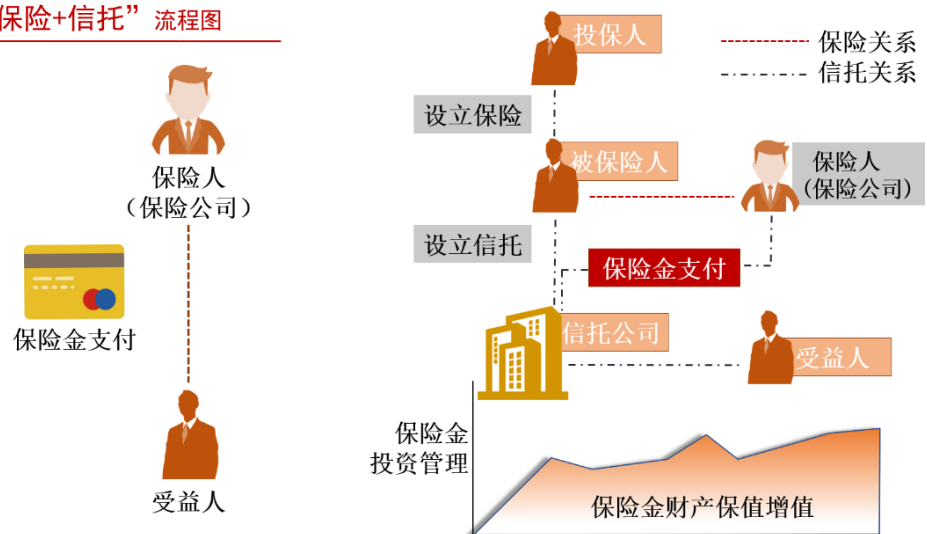 保险+信托” 流程图
保险人
（保险公司）
保险金支付
受益人
投保人
保险关系
信托关系
设立保险
被保险人
保险人
(保险公司)
设立信托
保险金支付
信托公司
受益人
保险金
投资管理
保险金财产保值增值